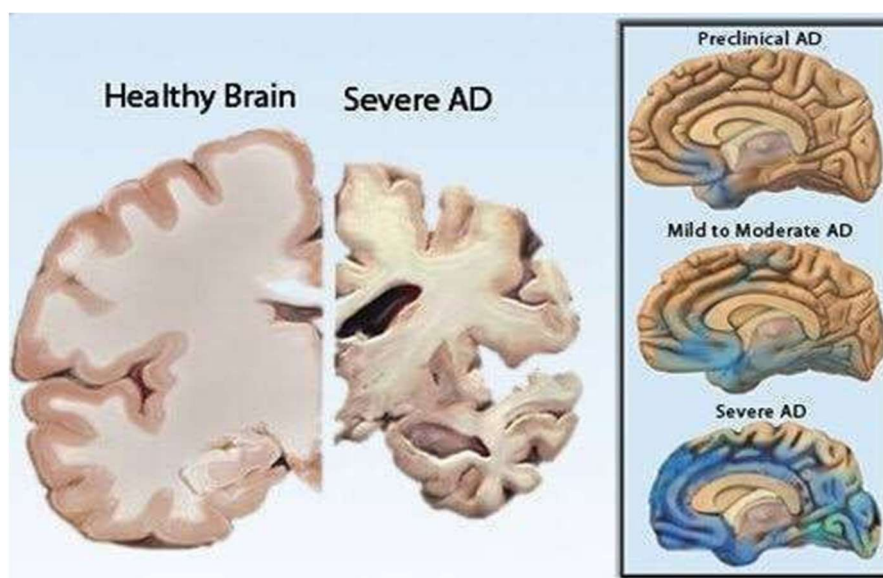 Healthy Brain
Severe AD
Preclinical AD
Mild to Moderate AD
Severe AD